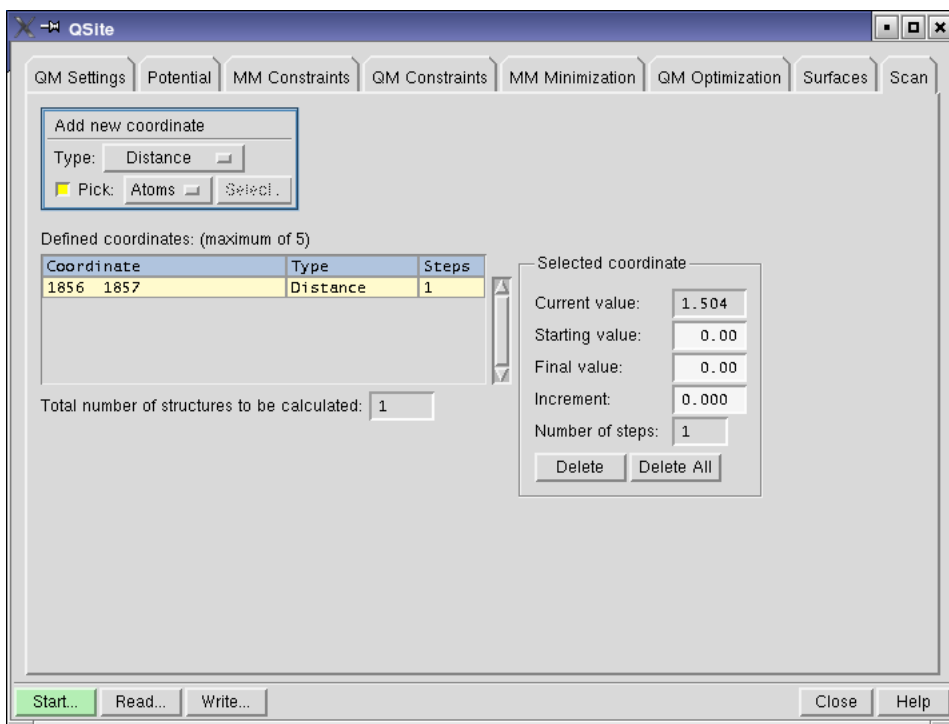 QSite
QM Settings Potential MM Constraints QM Constraints MM Minimization QM Optimization Surfaces Scan
Add new coordinate
Type: Distance
Pick: Atoms Select...
Defined coordinates: (maximum of 5)
Coordinate Type Steps
1856 1857 Distance 1
Total number of structures to be calculated: 1
Selected coordinate
Current value: 1.504
Starting value: 0.00
Final value: 0.00
Increment: 0.000
Number of steps: 1
Delete Delete All
Start... Read... Write... Close Help